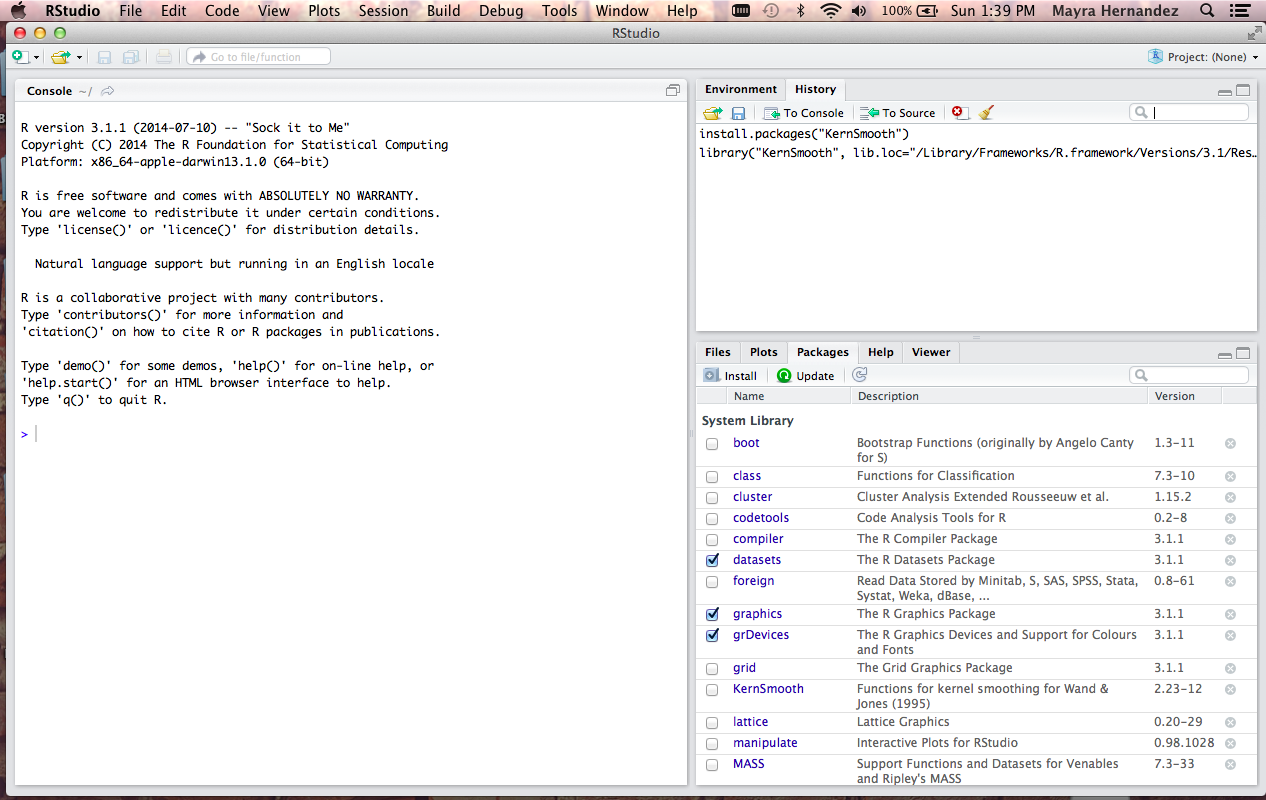 RStudio File Edit Code View Plots Session Build Debug Tools Window Help 100% Sun 1:39 PM Mayra Hernandez
RStudio
Go to file/function
Project: (None)
Console ~/
R version 3.1.1 (2014-07-10) -- "Sock it to Me"
Copyright (C) 2014 The R Foundation for Statistical Computing
Platform: x86_64-apple-darwin13.1.0 (64-bit)
R is free software and comes with ABSOLUTELY NO WARRANTY.
You are welcome to redistribute it under certain conditions.
Type 'license()' or 'licence()' for distribution details.
Natural language support but running in an English locale
R is a collaborative project with many contributors.
Type 'contributors()' for more information and
'citation()' on how to cite R or R packages in publications.
Type 'demo()' for some demos, 'help()' for on-line help, or
'help.start()' for an HTML browser interface to help.
Type 'q()' to quit R.
>
Environment History
To Console To Source
install.packages("KernSmooth")
library("KernSmooth", lib.loc="/Library/Frameworks/R.framework/Versions/3.1/Res…
Files Plots Packages Help Viewer
Install Update
Name Description Version
System Library
boot Bootstrap Functions (originally by Angelo Canty 1.3-11
for S)
class Functions for Classification 7.3-10
cluster Cluster Analysis Extended Rousseeuw et al. 1.15.2
codetools Code Analysis Tools for R 0.2-8
compiler The R Compiler Package 3.1.1
datasets The R Datasets Package 3.1.1
foreign Read Data Stored by Minitab, S, SAS, SPSS, Stata, 0.8-61
Systat, Weka, dBase, ...
graphics The R Graphics Package 3.1.1
grDevices The R Graphics Devices and Support for Colours 3.1.1
and Fonts
grid The Grid Graphics Package 3.1.1
KernSmooth Functions for kernel smoothing for Wand & 2.23-12
Jones (1995)
lattice Lattice Graphics 0.20-29
manipulate Interactive Plots for RStudio 0.98.1028
MASS Support Functions and Datasets for Venables 7.3-33
and Ripley's MASS